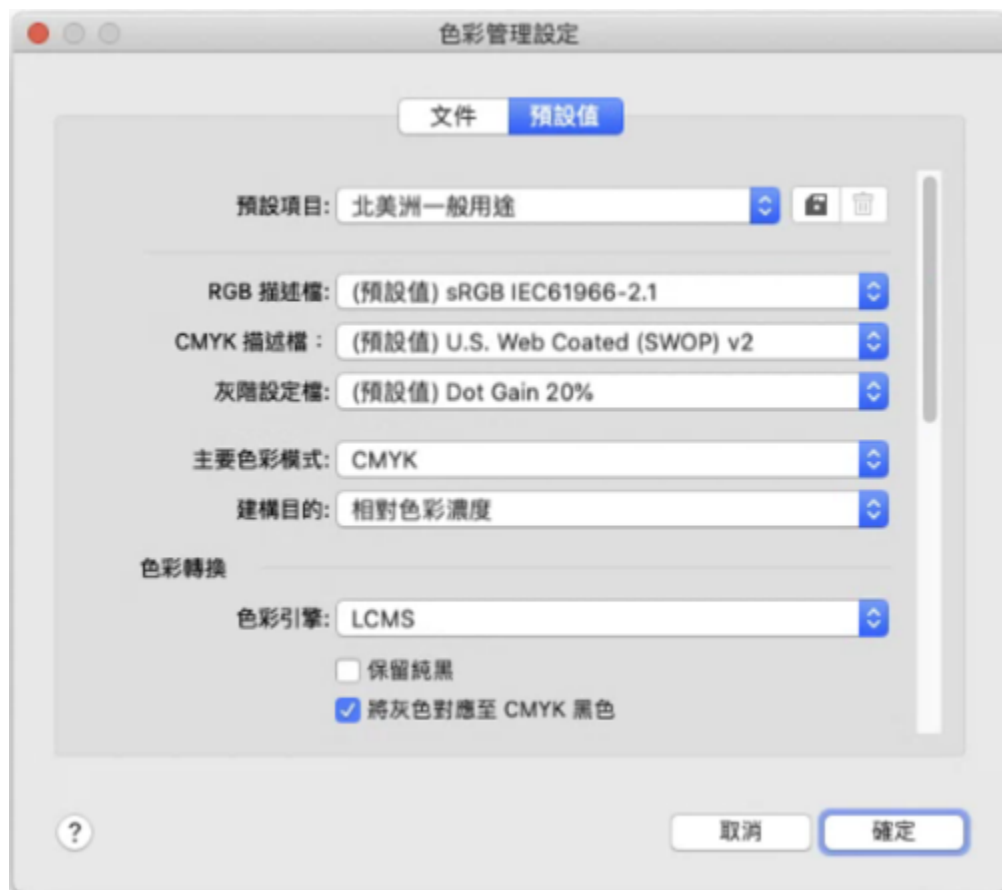 色彩管理設定
文件 預設值
預設項目: 北美洲一般用途
RGB 描述檔: (預設值) sRGB IEC61966-2.1
CMYK 描述檔： (預設值) U.S. Web Coated (SWOP) v2
灰階設定檔: (預設值) Dot Gain 20%
主要色彩模式: CMYK
建構目的: 相對色彩濃度
色彩轉換
色彩引擎: LCMS
保留純黑
將灰色對應至 CMYK 黑色
? 取消 確定